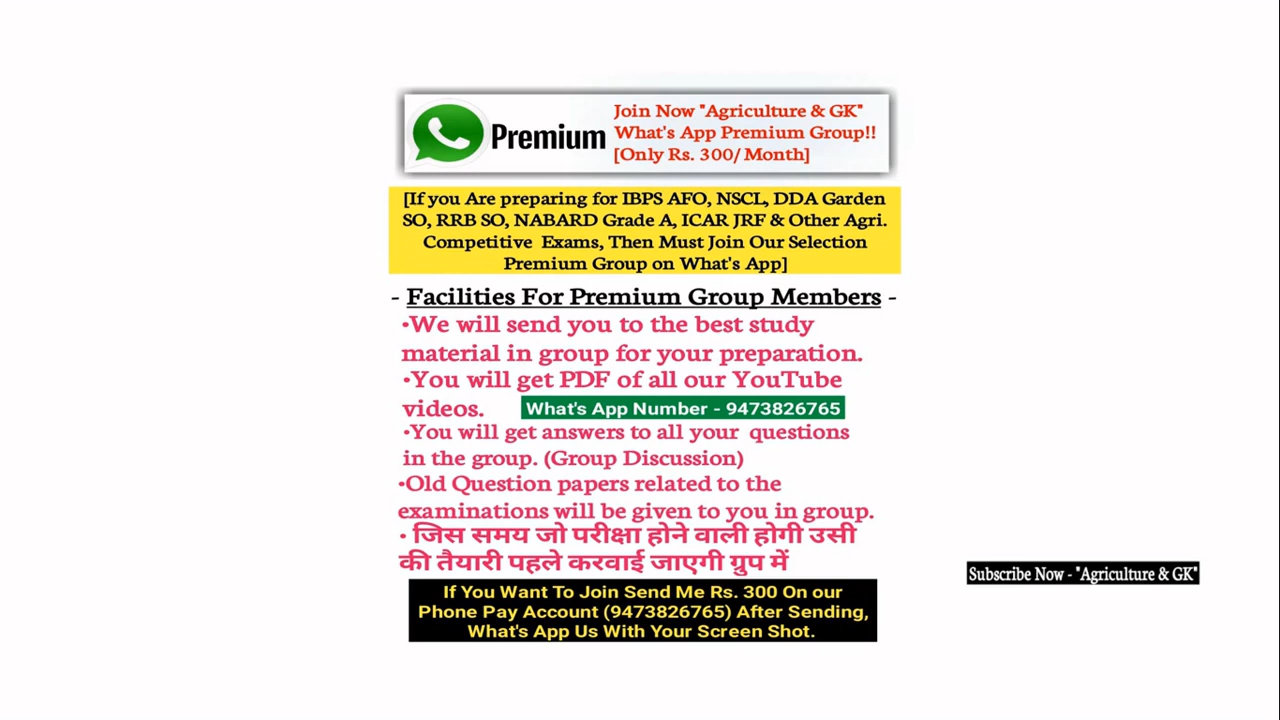 Premium
Join Now "Agriculture & GK"
What's App Premium Group!!
[Only Rs. 300/Month]
[If you Are preparing for IBPS AFO, NSCL, DDA Garden
SO, RRB SO, NABARD Grade A, ICAR JRF & Other Agri.
Competitive Exams, Then Must Join Our Selection
Premium Group on What's App]
- Facilities For Premium Group Members -
•We will send you to the best study
material in group for your preparation.
•You will get PDF of all our YouTube
videos.
What's App Number - 9473826765
•You will get answers to all your questions
in the group. (Group Discussion)
•Old Question papers related to the
examinations will be given to you in group.
• जिस समय जो परीक्षा होने वाली होगी उसी
की तैयारी पहले करवाई जाएगी ग्रुप में
If You Want To Join Send Me Rs. 300 On our
Phone Pay Account (9473826765) After Sending,
What's App Us With Your Screen Shot.
Subscribe Now - "Agriculture & GK"